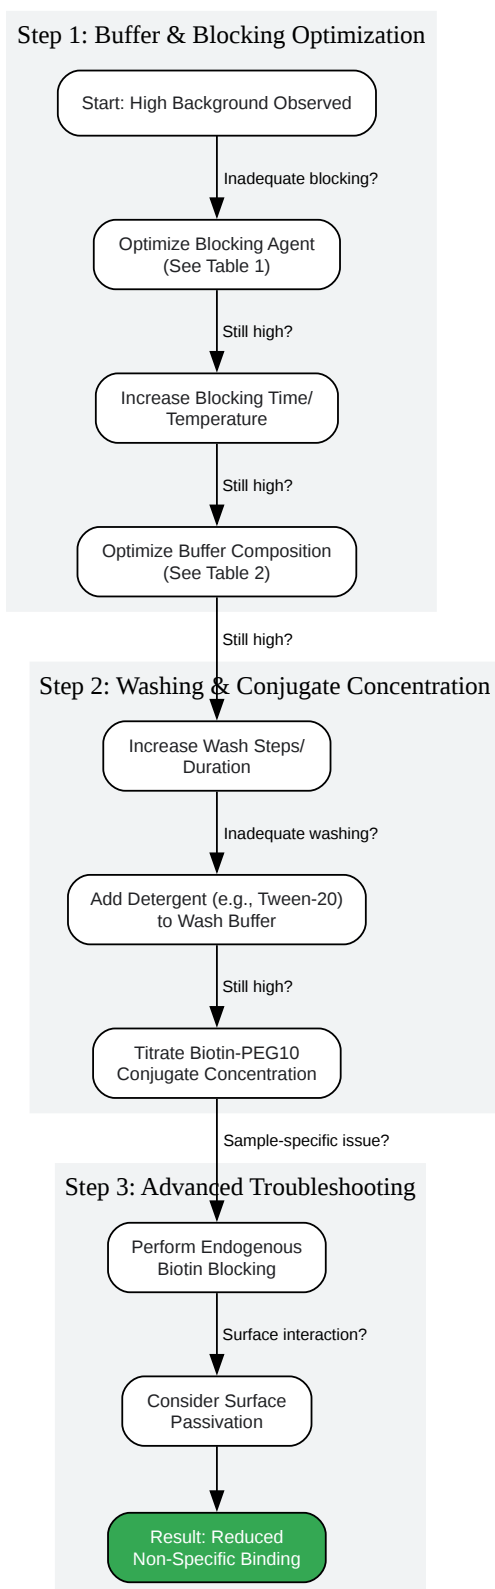 Step 1: Buffer & Blocking Optimization
Start: High Background Observed
Inadequate blocking?
Optimize Blocking Agent
(See Table 1)
Still high?
Increase Blocking Time/
Temperature
Still high?
Optimize Buffer Composition
(See Table 2)
Still high?
Step 2: Washing & Conjugate Concentration
Increase Wash Steps/
Duration
Inadequate washing?
Add Detergent (e.g., Tween-20)
to Wash Buffer
Still high?
Titrate Biotin-PEG10
Conjugate Concentration
Sample-specific issue?
Step 3: Advanced Troubleshooting
Perform Endogenous
Biotin Blocking
Surface interaction?
Consider Surface
Passivation
Result: Reduced
Non-Specific Binding